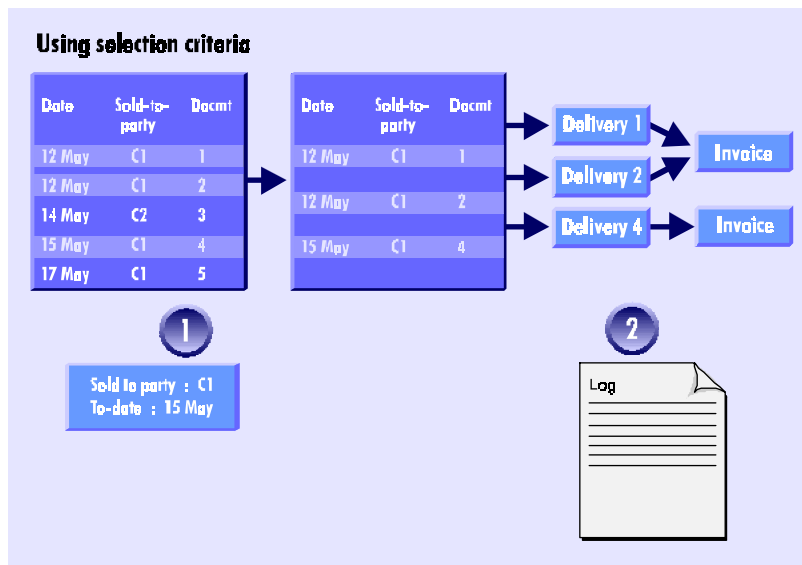 Using selection criteria
Date Sold-to-party Docmt
12 May C1 1
12 May C1 2
14 May C2 3
15 May C1 4
17 May C1 5
Date Sold-to-party Docmt
12 May C1 1
12 May C1 2
15 May C1 4
Delivery 1
Delivery 2
Delivery 4
Invoice
Invoice
1
Sold to party : C1
To-date : 15 May
2
Log